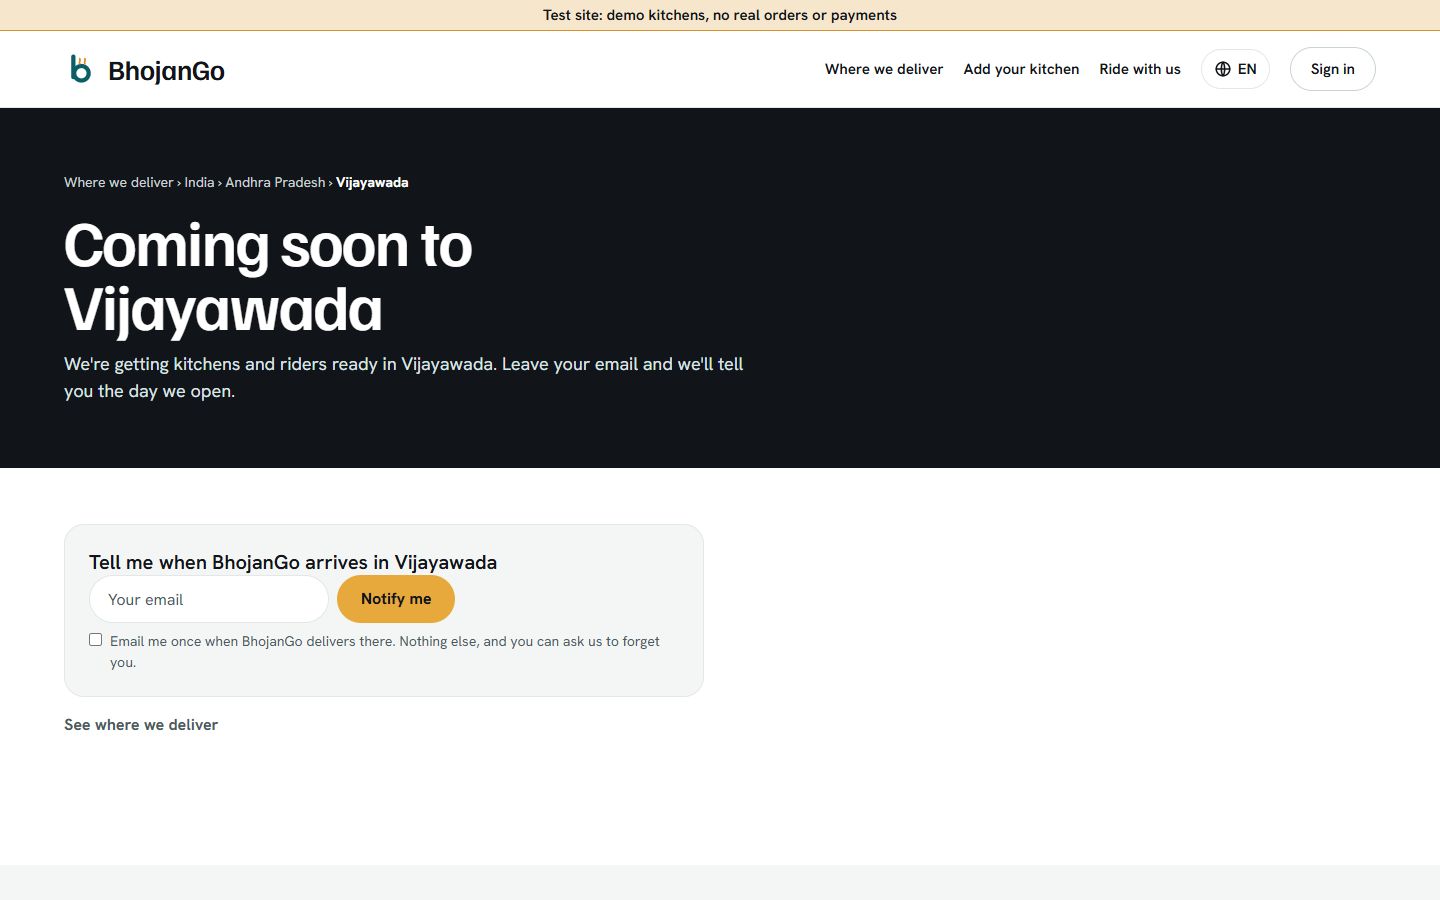 Test site: demo kitchens, no real orders or payments
BhojanGo
Where we deliver
Add your kitchen
Ride with us
EN
Sign in
Where we deliver › India › Andhra Pradesh › Vijayawada
Coming soon to
Vijayawada
We're getting kitchens and riders ready in Vijayawada. Leave your email and we'll tell
you the day we open.
Tell me when BhojanGo arrives in Vijayawada
Your email
Notify me
Email me once when BhojanGo delivers there. Nothing else, and you can ask us to forget
you.
See where we deliver